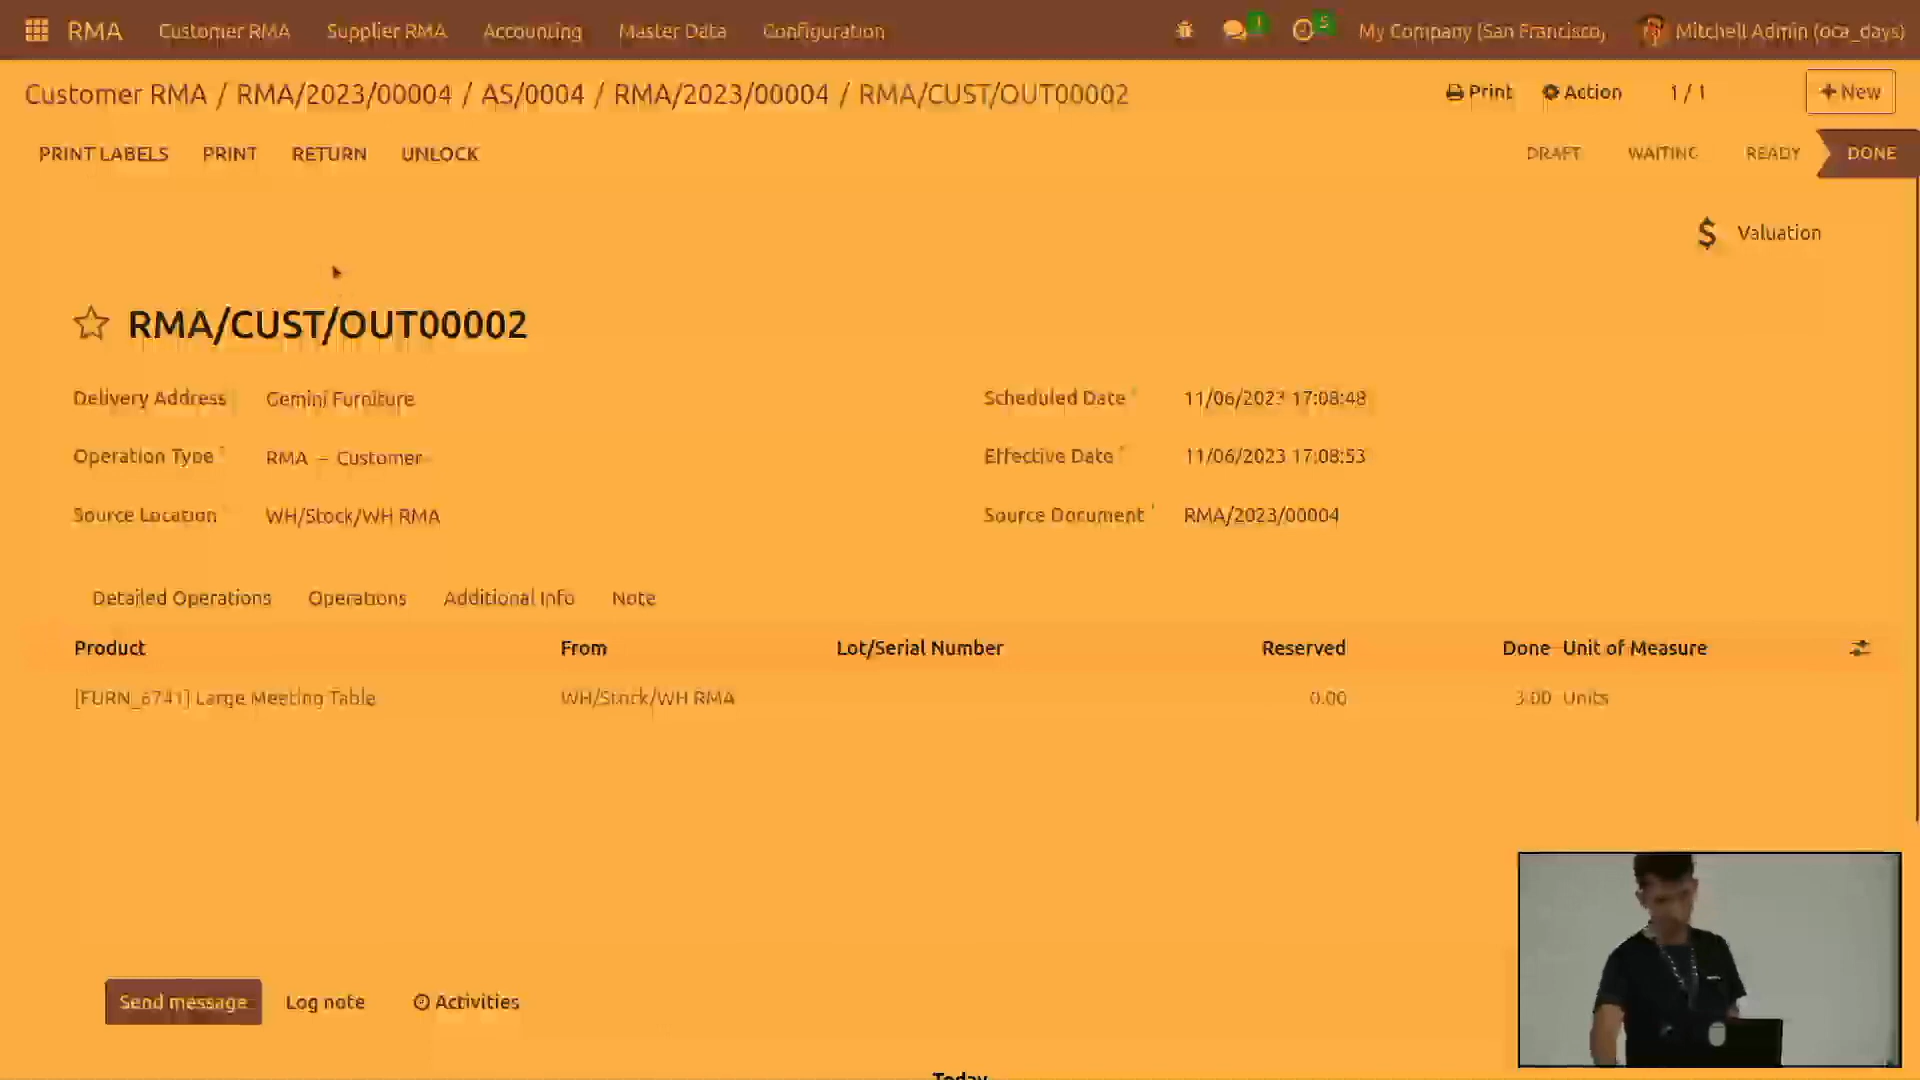 RMA Customer RMA Supplier RMA Accounting Master Data Configuration 1 5 My Company (San Francisco) Mitchell Admin (oca_days)
Customer RMA / RMA/2023/00004 / AS/0004 / RMA/2023/00004 / RMA/CUST/OUT00002 Print Action 1 / 1 New
PRINT LABELS PRINT RETURN UNLOCK DRAFT WAITING READY DONE
$ Valuation
RMA/CUST/OUT00002
Delivery Address ? Gemini Furniture Scheduled Date ? 11/06/2023 17:08:48
Operation Type ? RMA → Customer Effective Date ? 11/06/2023 17:08:53
Source Location ? WH/Stock/WH RMA Source Document ? RMA/2023/00004
Detailed Operations Operations Additional Info Note
Product From Lot/Serial Number Reserved Done Unit of Measure
[FURN_6741] Large Meeting Table WH/Stock/WH RMA 0.00 3.00 Units
Send message Log note Activities
Today